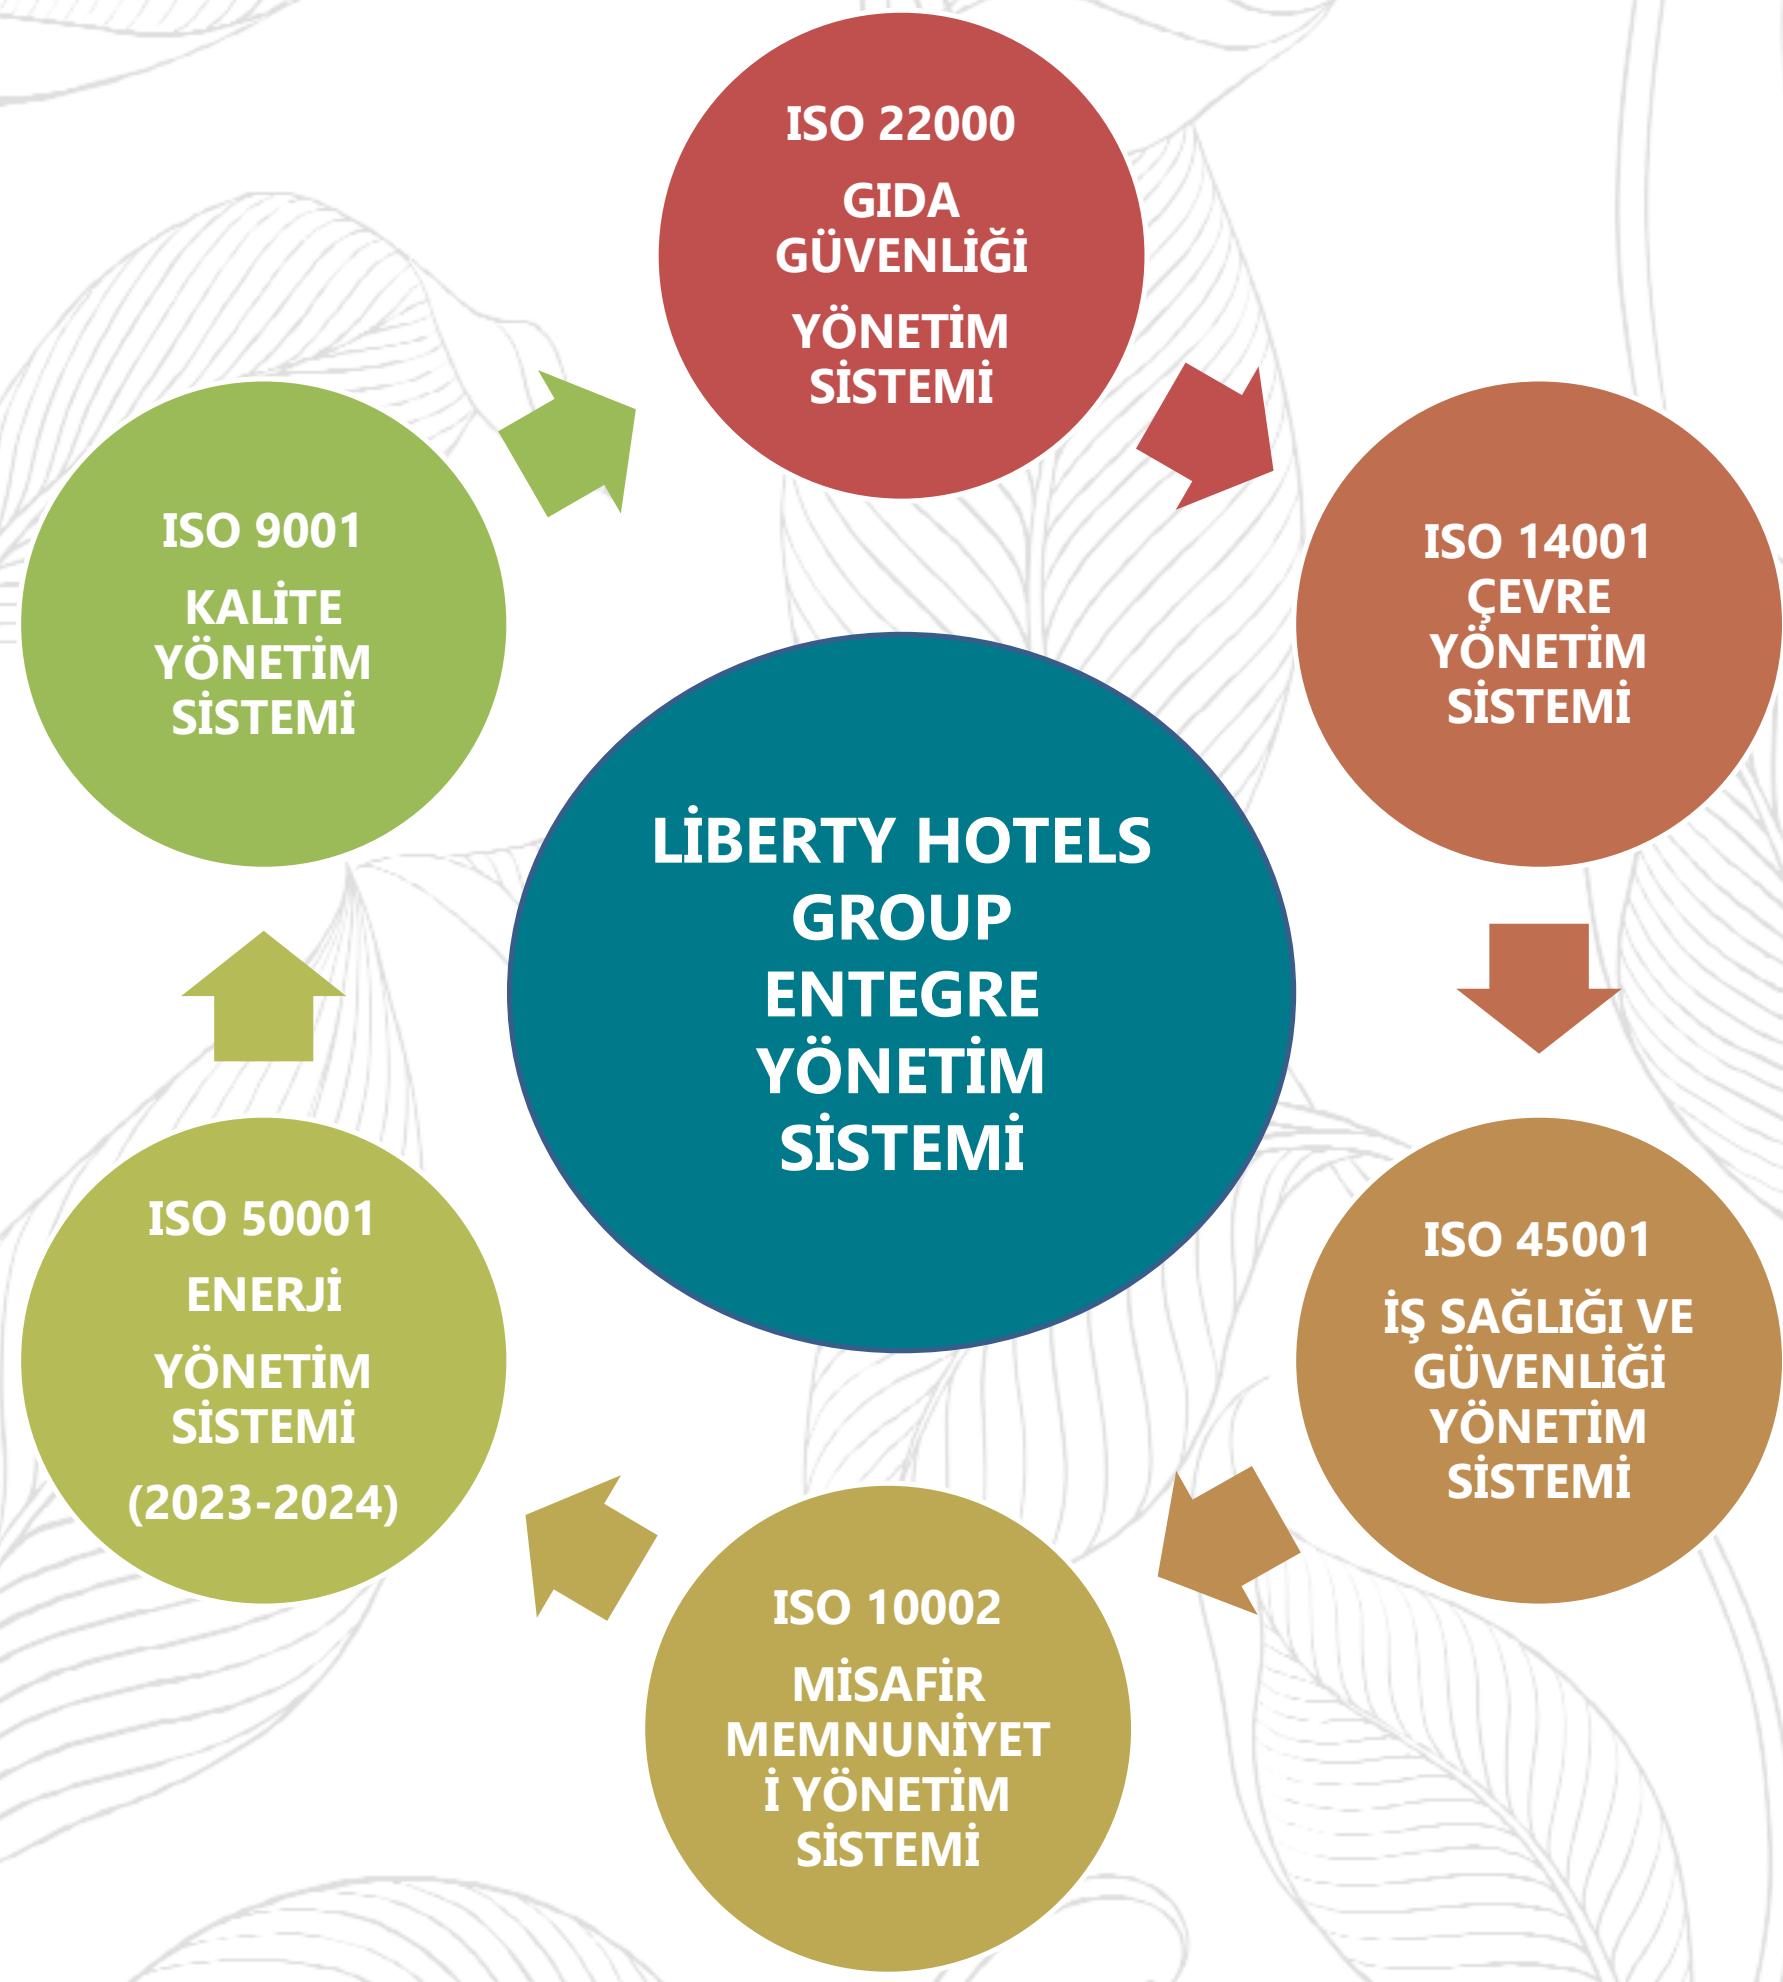 ISO 22000
GIDA
GÜVENLİĞİ
YÖNETİM
SİSTEMİ
ISO 14001
ÇEVRE
YÖNETİM
SİSTEMİ
ISO 45001
İŞ SAĞLIĞI VE
GÜVENLİĞİ
YÖNETİM
SİSTEMİ
ISO 10002
MİSAFİR
MEMNUNİYET
İ YÖNETİM
SİSTEMİ
ISO 50001
ENERJİ
YÖNETİM
SİSTEMİ
(2023-2024)
ISO 9001
KALİTE
YÖNETİM
SİSTEMİ
LİBERTY HOTELS
GROUP
ENTEGRE
YÖNETİM
SİSTEMİ